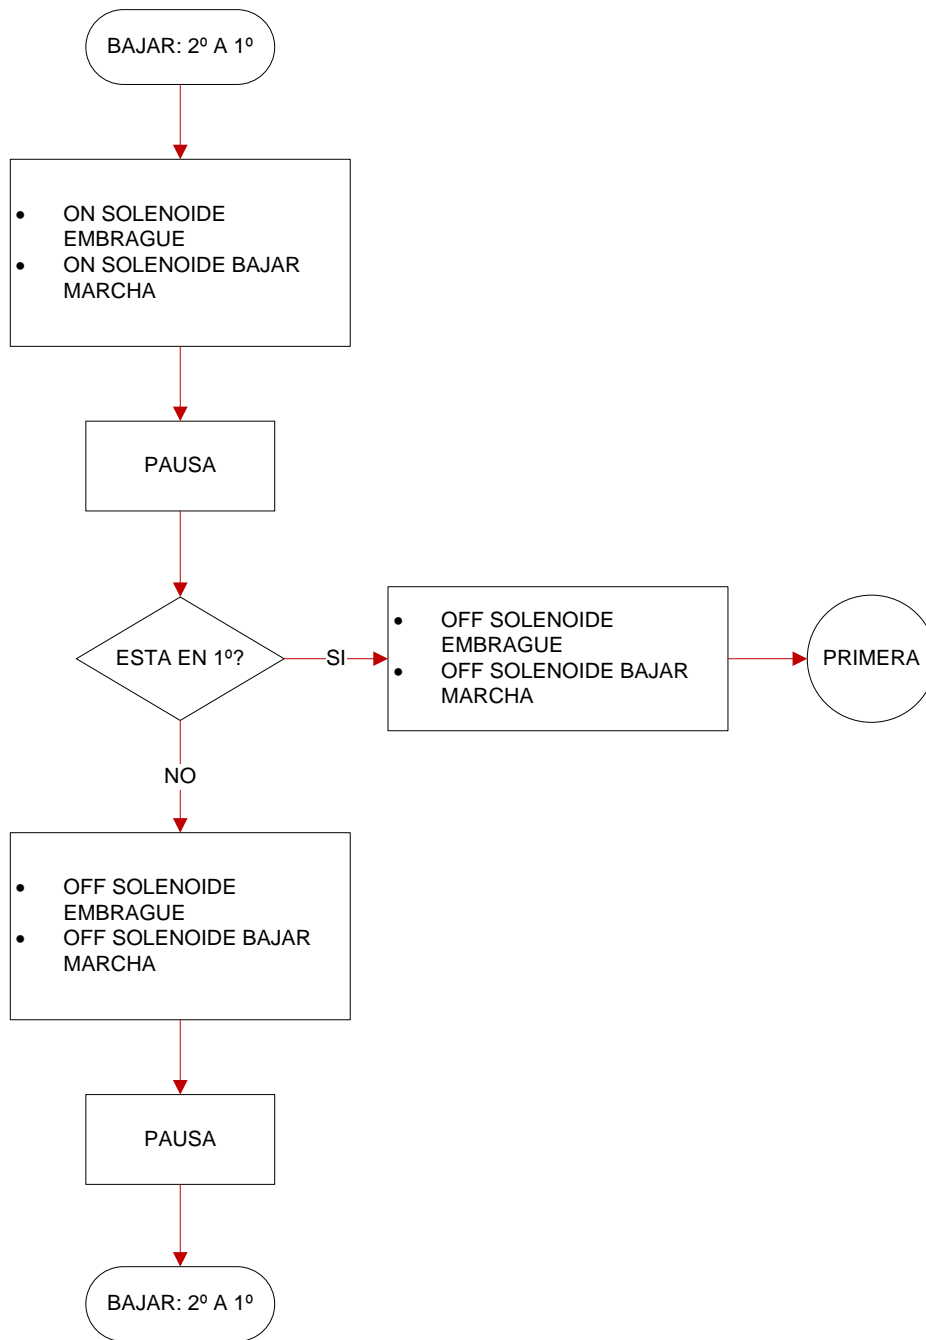 BAJAR: 2º A 1º
• ON SOLENOIDE
EMBRAGUE
• ON SOLENOIDE BAJAR
MARCHA
PAUSA
ESTA EN 1º?
SI
• OFF SOLENOIDE
EMBRAGUE
• OFF SOLENOIDE BAJAR
MARCHA
PRIMERA
NO
• OFF SOLENOIDE
EMBRAGUE
• OFF SOLENOIDE BAJAR
MARCHA
PAUSA
BAJAR: 2º A 1º